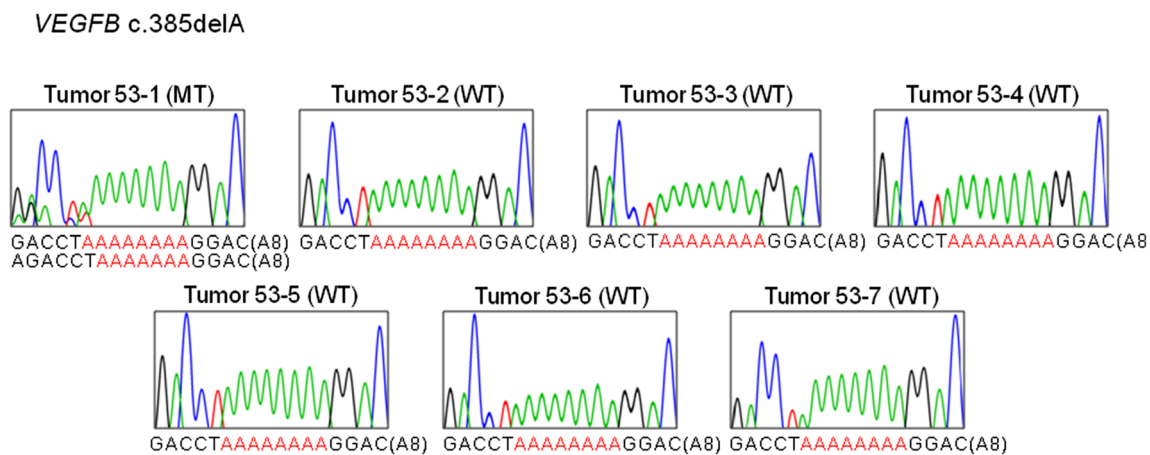 VEGFB c.385delA
Tumor 53-1 (MT)
Tumor 53-2 (WT)
Tumor 53-3 (WT)
Tumor 53-4 (WT)
GACCTAAAAAAAAGGAC(A8)
AGACCTAAAAAAAGGAC(A8)
GACCTAAAAAAAAGGAC(A8)
GACCTAAAAAAAAGGAC(A8)
GACCTAAAAAAAAGGAC(A8
Tumor 53-5 (WT)
Tumor 53-6 (WT)
Tumor 53-7 (WT)
GACCTAAAAAAAAGGAC(A8)
GACCTAAAAAAAAGGAC(A8)
GACCTAAAAAAAAGGAC(A8)